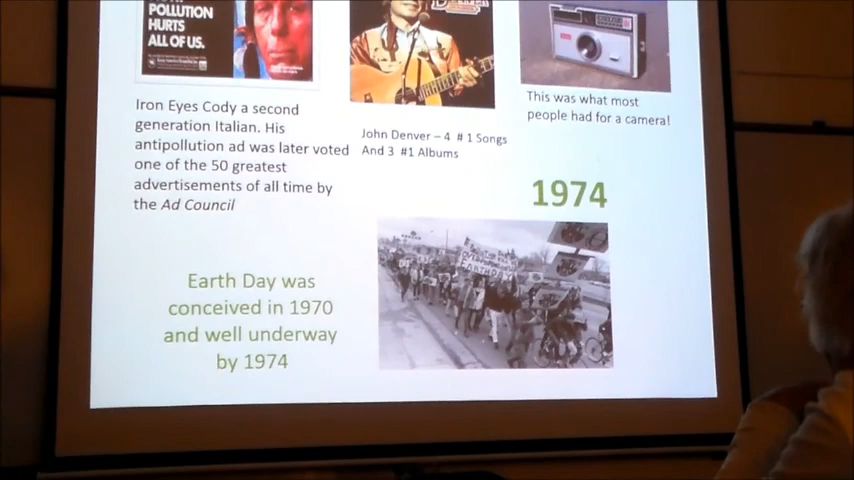 POLLUTION
HURTS
ALL OF US.
Iron Eyes Cody a second
generation Italian. His
antipollution ad was later voted
one of the 50 greatest
advertisements of all time by
the Ad Council
John Denver – 4 # 1 Songs
And 3 #1 Albums
This was what most
people had for a camera!
1974
Earth Day was
conceived in 1970
and well underway
by 1974